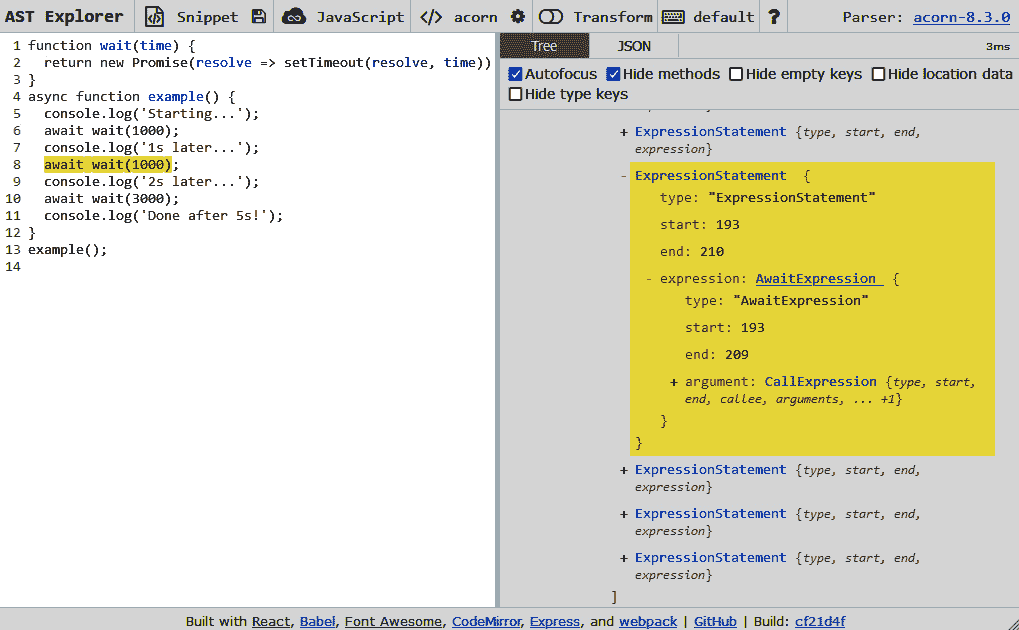 AST Explorer Snippet JavaScript </> acorn Transform default ? Parser: acorn-8.3.0
Tree JSON 3ms
Autofocus Hide methods Hide empty keys Hide location data
Hide type keys
1 function wait(time) {
2 return new Promise(resolve => setTimeout(resolve, time))
3 }
4 async function example() {
5 console.log('Starting...');
6 await wait(1000);
7 console.log('1s later...');
8 await wait(1000);
9 console.log('2s later...');
10 await wait(3000);
11 console.log('Done after 5s!');
12 }
13 example();
14
+ ExpressionStatement {type, start, end,
expression}
- ExpressionStatement {
type: "ExpressionStatement"
start: 193
end: 210
- expression: AwaitExpression {
type: "AwaitExpression"
start: 193
end: 209
+ argument: CallExpression {type, start,
end, callee, arguments, ... +1}
}
}
+ ExpressionStatement {type, start, end,
expression}
+ ExpressionStatement {type, start, end,
expression}
+ ExpressionStatement {type, start, end,
expression}
]
Built with React, Babel, Font Awesome, CodeMirror, Express, and webpack | GitHub | Build: cf21d4f